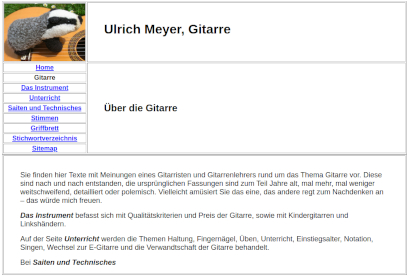 Ulrich Meyer, Gitarre
Home
Gitarre
Das Instrument
Unterricht
Saiten und Technisches
Stimmen
Griffbrett
Stichwortverzeichnis
Sitemap
Über die Gitarre
Sie finden hier Texte mit Meinungen eines Gitarristen und Gitarrenlehrers rund um das Thema Gitarre vor. Diese
sind nach und nach entstanden, die ursprünglichen Fassungen sind zum Teil Jahre alt, mal mehr, mal weniger
weitschweifend, detailliert oder polemisch. Vielleicht amüsiert Sie das eine, das andere regt zum Nachdenken an
– das würde mich freuen.
Das Instrument befasst sich mit Qualitätskriterien und Preis der Gitarre, sowie mit Kindergitarren und
Linkshändern.
Auf der Seite Unterricht werden die Themen Haltung, Fingernägel, Üben, Unterricht, Einstiegsalter, Notation,
Singen, Wechsel zur E-Gitarre und die Verwandtschaft der Gitarre behandelt.
Bei Saiten und Technisches